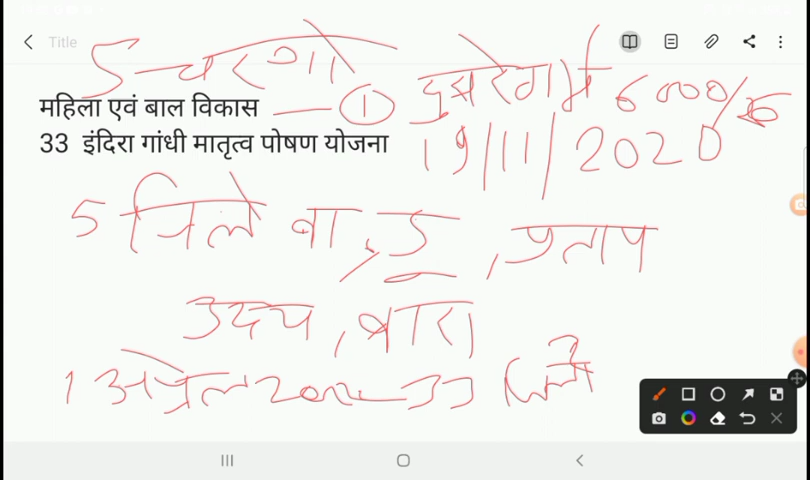 Title
5 चरणो
महिला एवं बाल विकास — ① दुसरे गर्भ 6000/
33 इंदिरा गांधी मातृत्व पोषण योजना 19/11/2020
5 जिले बा, डू, प्रताप
उदय, बारा
1 अप्रैल 2022 33 जिलो